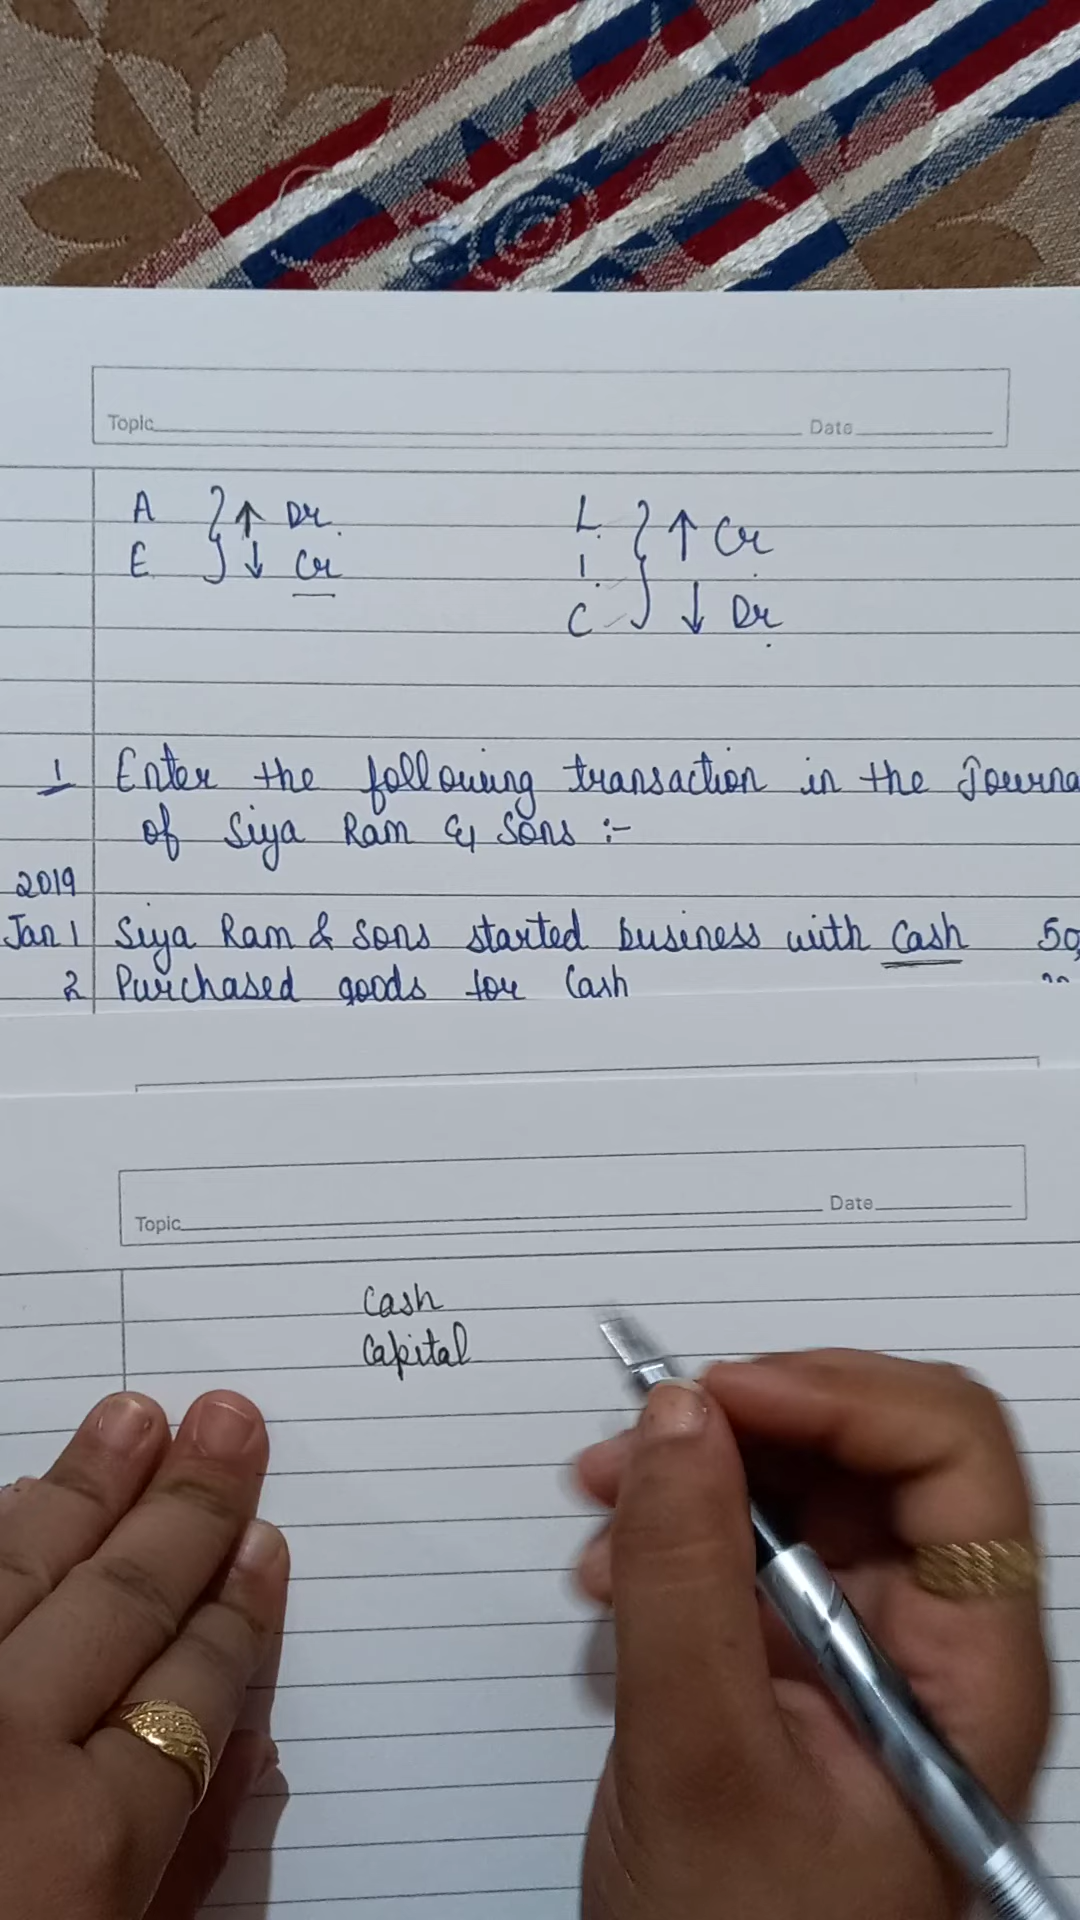 Topic Date
A ↑ Dr.
E ↓ Cr
L. ↑ Cr
I.
C ↓ Dr
1 Enter the following transaction in the Journa
of Siya Ram & Sons :-
2019
Jan 1 Siya Ram & Sons started business with Cash 50,
2 Purchased goods for Cash
Topic Date
Cash
Capital